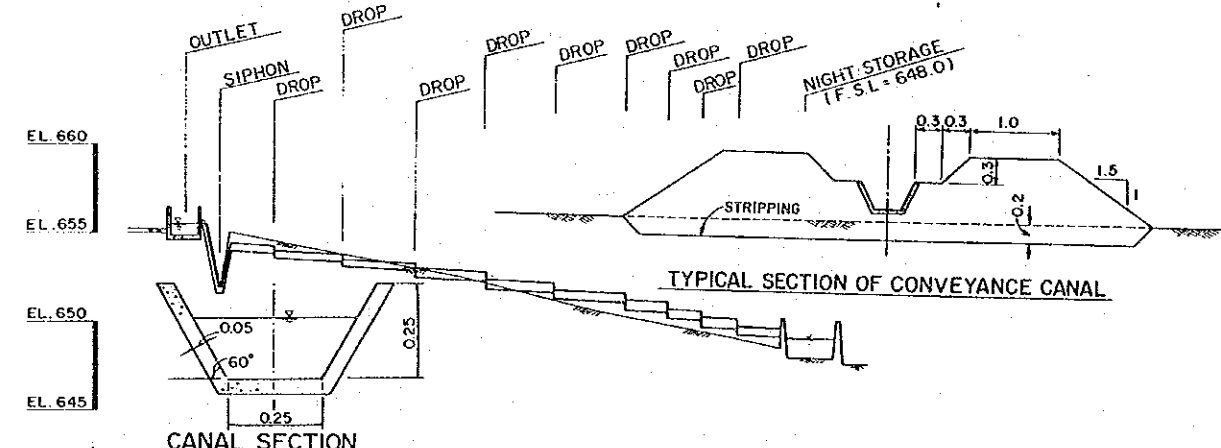 OUTLET
SIPHON
DROP
DROP
DROP
DROP
DROP
DROP
DROP
DROP
DROP
NIGHT STORAGE
(F.S.L = 648.0)
EL.660
EL.655
EL.650
EL.645
0.3 0.3 1.0
0.3
1.5
1
0.2
STRIPPING
TYPICAL SECTION OF CONVEYANCE CANAL
0.05
60°
0.25
0.25
CANAL SECTION